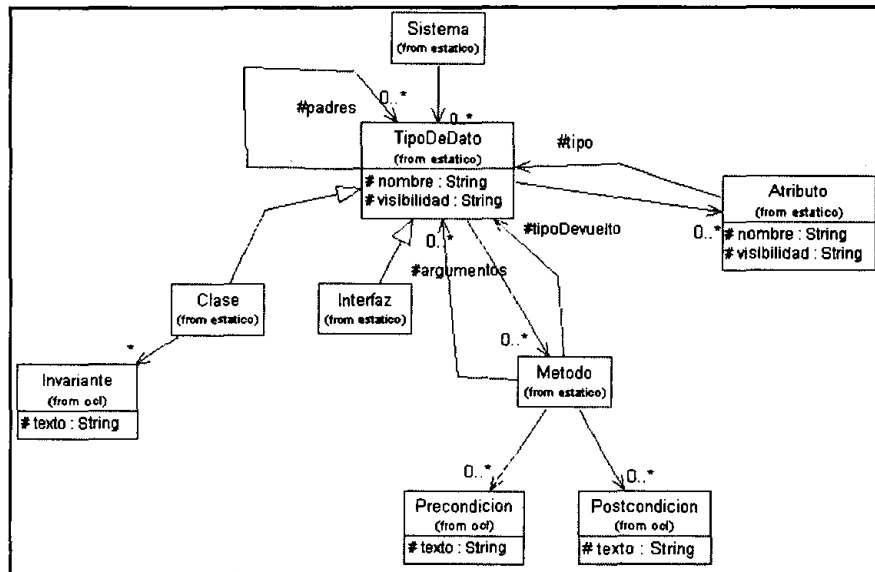 Sistema
(from estatico)
#padres
0..*
0..*
TipoDeDato
(from estatico)
# nombre : String
# visibilidad : String
#tipo
Atributo
(from estatico)
# nombre : String
# visibilidad : String
0..*
#tipoDevuelto
0..*
#argumentos
Clase
(from estatico)
Interfaz
(from estatico)
0..*
*
Invariante
(from ocl)
# texto : String
Metodo
(from estatico)
0..*
0..*
Precondicion
(from ocl)
# texto : String
Postcondicion
(from ocl)
# texto : String